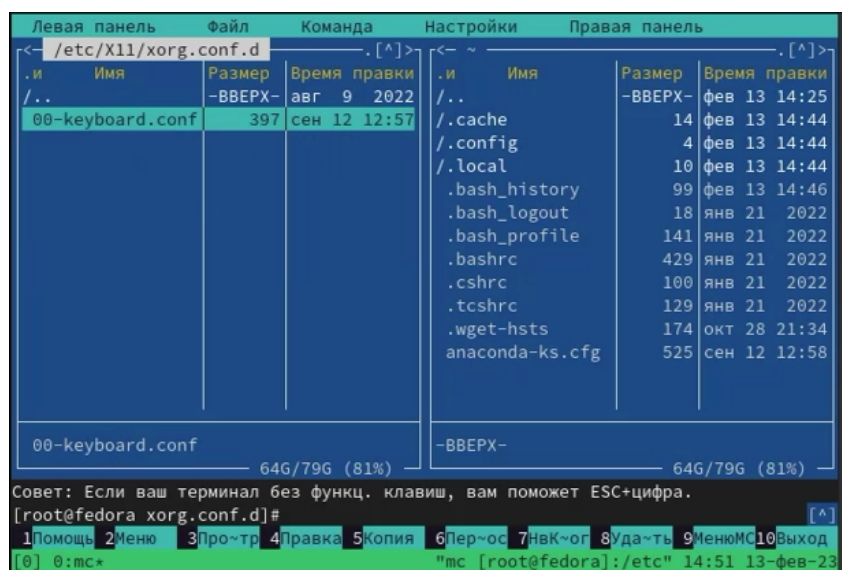 Левая панель Файл Команда Настройки Правая панель
<─ /etc/X11/xorg.conf.d .[^]> <─ ~ .[^]>
.и Имя Размер Время правки .и Имя Размер Время правки
/.. -ВВЕРХ- авг 9 2022 /.. -ВВЕРХ- фев 13 14:25
00-keyboard.conf 397 сен 12 12:57 /.cache 14 фев 13 14:44
/.config 4 фев 13 14:44
/.local 10 фев 13 14:44
.bash_history 99 фев 13 14:46
.bash_logout 18 янв 21 2022
.bash_profile 141 янв 21 2022
.bashrc 429 янв 21 2022
.cshrc 100 янв 21 2022
.tcshrc 129 янв 21 2022
.wget-hsts 174 окт 28 21:34
anaconda-ks.cfg 525 сен 12 12:58
00-keyboard.conf -ВВЕРХ-
64G/79G (81%) 64G/79G (81%)
Совет: Если ваш терминал без функц. клавиш, вам поможет ESC+цифра.
[root@fedora xorg.conf.d]# [^]
1Помощь 2Меню 3Про~тр 4Правка 5Копия 6Пер~ос 7НвК~ог 8Уда~ть 9МенюMC 10Выход
[0] 0:mc* "mc [root@fedora]:/etc" 14:51 13-фев-23